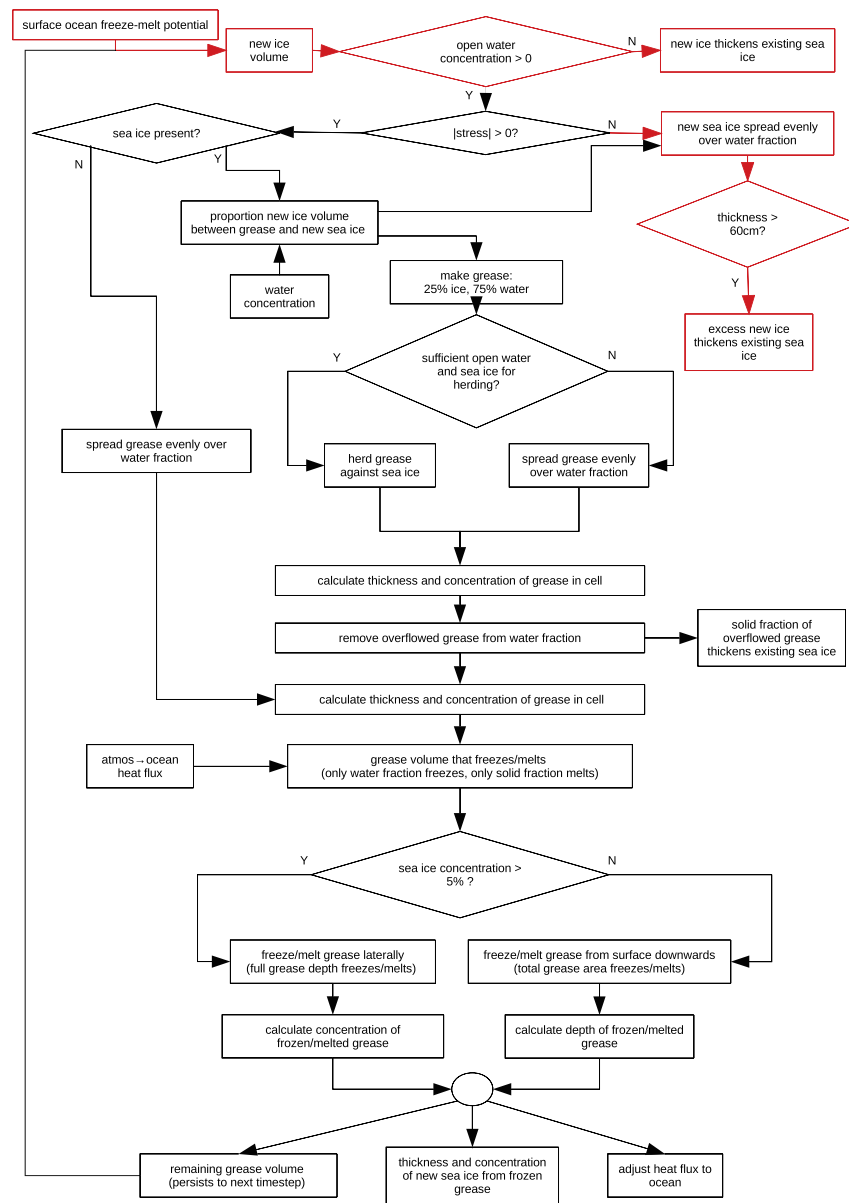 surface ocean freeze-melt potential
new ice
volume
open water
concentration > 0
N
new ice thickens existing sea
ice
Y
sea ice present?
Y
|stress| > 0?
N
new sea ice spread evenly
over water fraction
N
Y
proportion new ice volume
between grease and new sea ice
thickness >
60cm?
water
concentration
make grease:
25% ice, 75% water
Y
excess new ice
thickens existing sea
ice
Y
sufficient open water
and sea ice for
herding?
N
spread grease evenly over
water fraction
herd grease
against sea ice
spread grease evenly
over water fraction
calculate thickness and concentration of grease in cell
remove overflowed grease from water fraction
solid fraction of
overflowed grease
thickens existing sea ice
calculate thickness and concentration of grease in cell
atmos→ocean
heat flux
grease volume that freezes/melts
(only water fraction freezes, only solid fraction melts)
Y
sea ice concentration >
5% ?
N
freeze/melt grease laterally
(full grease depth freezes/melts)
freeze/melt grease from surface downwards
(total grease area freezes/melts)
calculate concentration of
frozen/melted grease
calculate depth of frozen/melted
grease
remaining grease volume
(persists to next timestep)
thickness and concentration
of new sea ice from frozen
grease
adjust heat flux to
ocean